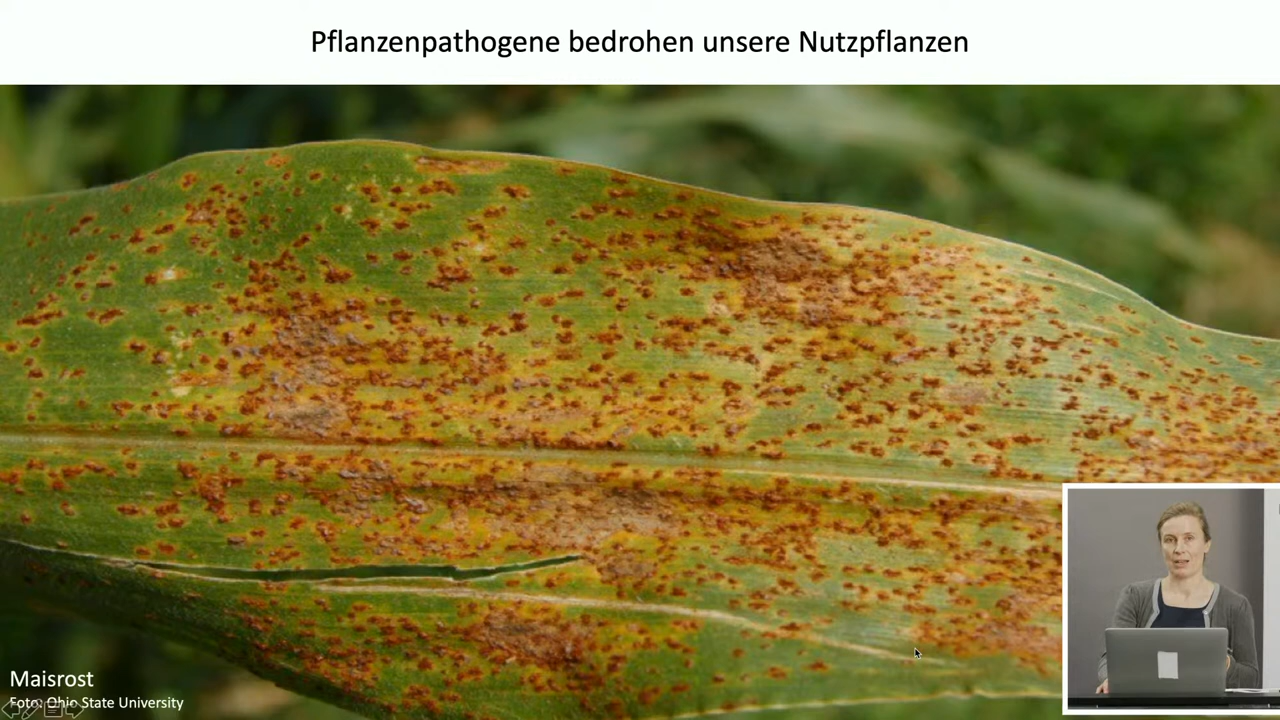 Pflanzenpathogene bedrohen unsere Nutzpflanzen
Maisrost
Foto: Ohio State University